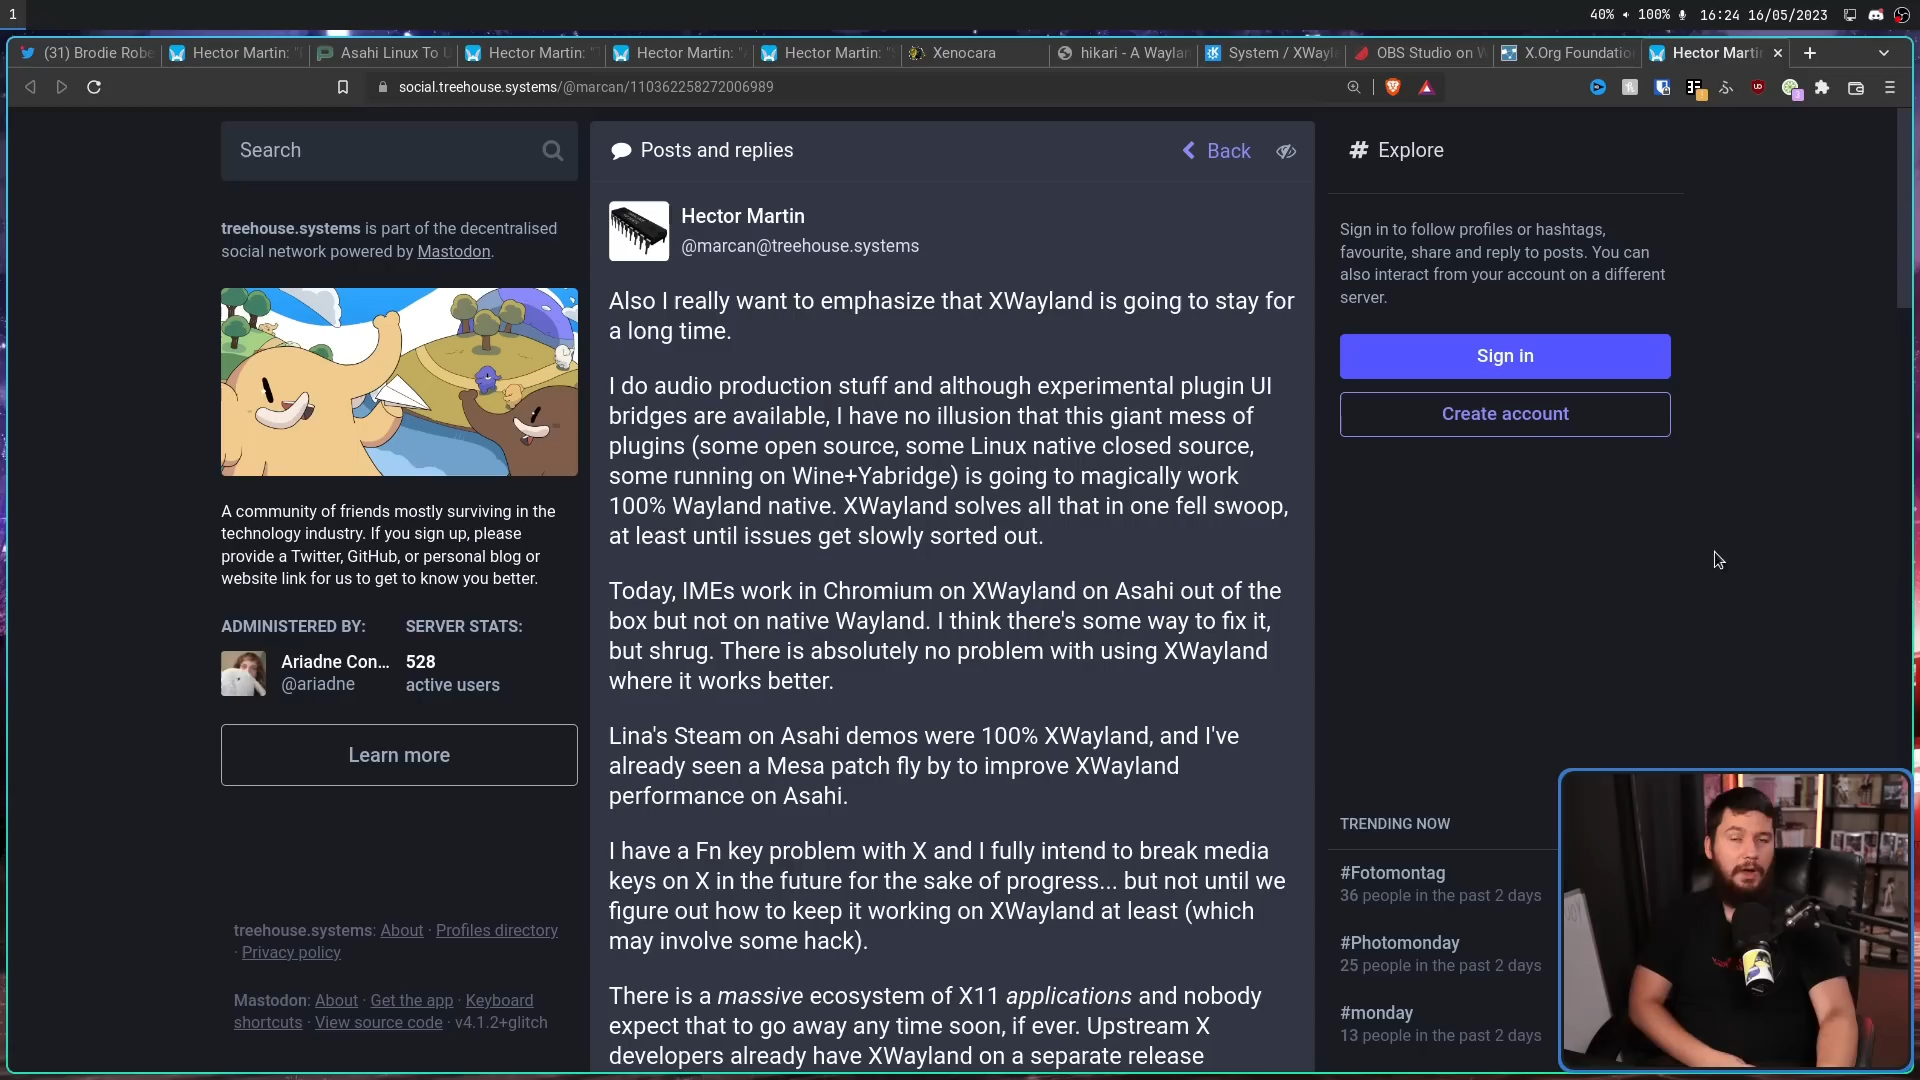 1
40% 100% 16:24 16/05/2023
(31) Brodie Robe
Hector Martin: "
Asahi Linux To
Hector Martin: "
Hector Martin: "
Hector Martin: "
Xenocara
hikari - A Waylan
System / XWayl
OBS Studio on W
X.Org Foundatio
Hector Marti
social.treehouse.systems/@marcan/110362258272006989
Search
treehouse.systems is part of the decentralised
social network powered by Mastodon.
A community of friends mostly surviving in the
technology industry. If you sign up, please
provide a Twitter, GitHub, or personal blog or
website link for us to get to know you better.
ADMINISTERED BY:
Ariadne Con...
@ariadne
SERVER STATS:
528
active users
Learn more
treehouse.systems: About · Profiles directory
· Privacy policy
Mastodon: About · Get the app · Keyboard
shortcuts · View source code · v4.1.2+glitch
Posts and replies
Back
Hector Martin
@marcan@treehouse.systems
Also I really want to emphasize that XWayland is going to stay for
a long time.
I do audio production stuff and although experimental plugin UI
bridges are available, I have no illusion that this giant mess of
plugins (some open source, some Linux native closed source,
some running on Wine+Yabridge) is going to magically work
100% Wayland native. XWayland solves all that in one fell swoop,
at least until issues get slowly sorted out.
Today, IMEs work in Chromium on XWayland on Asahi out of the
box but not on native Wayland. I think there's some way to fix it,
but shrug. There is absolutely no problem with using XWayland
where it works better.
Lina's Steam on Asahi demos were 100% XWayland, and I've
already seen a Mesa patch fly by to improve XWayland
performance on Asahi.
I have a Fn key problem with X and I fully intend to break media
keys on X in the future for the sake of progress... but not until we
figure out how to keep it working on XWayland at least (which
may involve some hack).
There is a massive ecosystem of X11 applications and nobody
expect that to go away any time soon, if ever. Upstream X
developers already have XWayland on a separate release
# Explore
Sign in to follow profiles or hashtags,
favourite, share and reply to posts. You can
also interact from your account on a different
server.
Sign in
Create account
TRENDING NOW
#Fotomontag
36 people in the past 2 days
#Photomonday
25 people in the past 2 days
#monday
13 people in the past 2 days